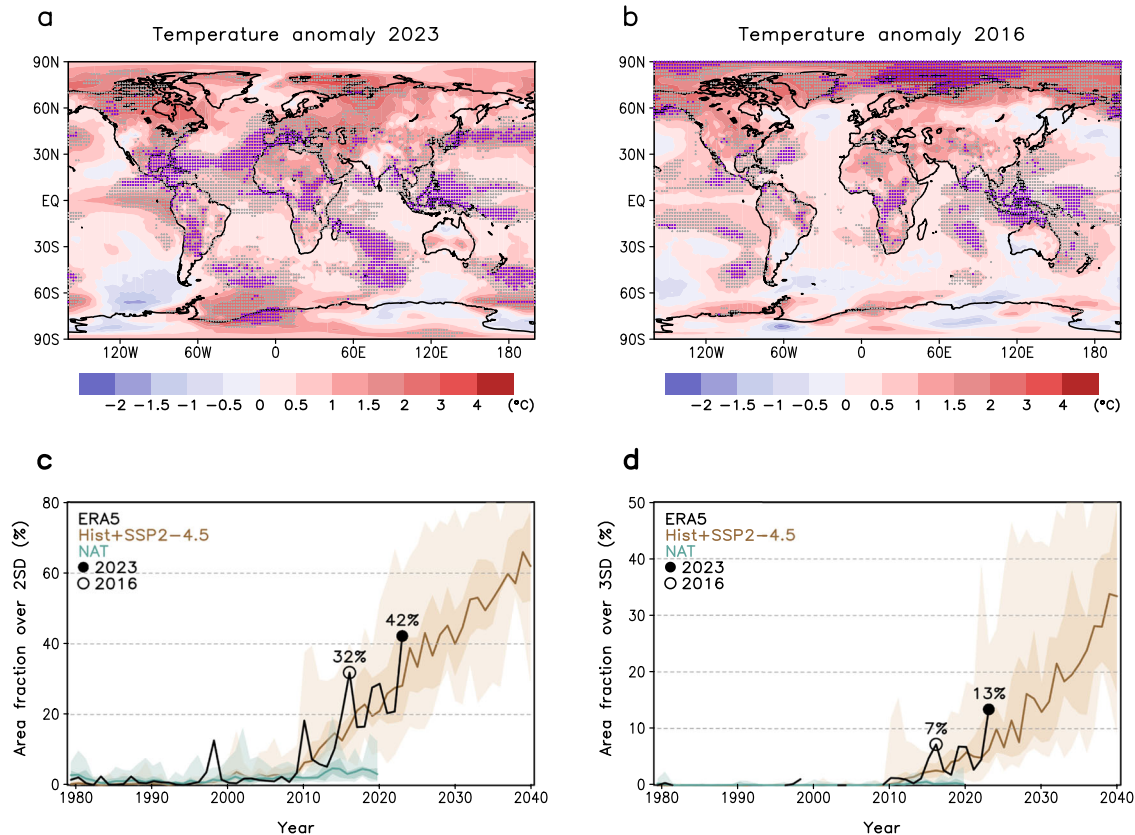 a
Temperature anomaly 2023
90N
60N
30N
EQ
30S
60S
90S
120W 60W 0 60E 120E 180
−2 −1.5 −1 −0.5 0 0.5 1 1.5 2 3 4 (°C)
b
Temperature anomaly 2016
90N
60N
30N
EQ
30S
60S
90S
120W 60W 0 60E 120E 180
−2 −1.5 −1 −0.5 0 0.5 1 1.5 2 3 4 (°C)
c
Area fraction over 2SD (%)
80
60
40
20
0
ERA5
Hist+SSP2−4.5
NAT
2023
2016
32%
42%
1980 1990 2000 2010 2020 2030 2040
Year
d
Area fraction over 3SD (%)
50
40
30
20
10
0
ERA5
Hist+SSP2−4.5
NAT
2023
2016
7%
13%
1980 1990 2000 2010 2020 2030 2040
Year